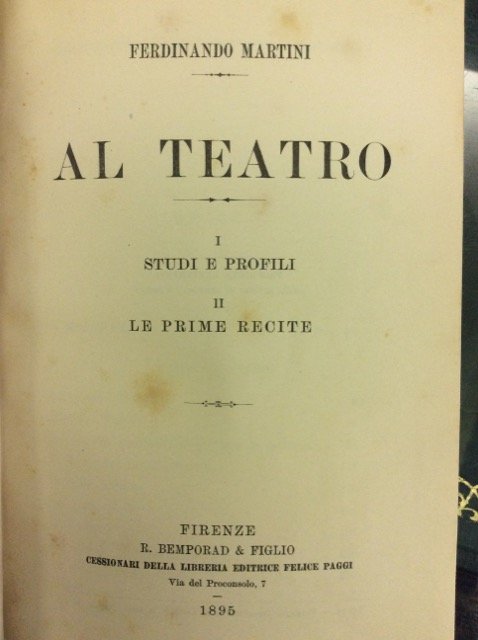 FERDINANDO MARTINI
AL TEATRO
I
STUDI E PROFILI
II
LE PRIME RECITE
FIRENZE
R. BEMPORAD & FIGLIO
CESSIONARI DELLA LIBRERIA EDITRICE FELICE PAGGI
Via del Proconsolo, 7
1895